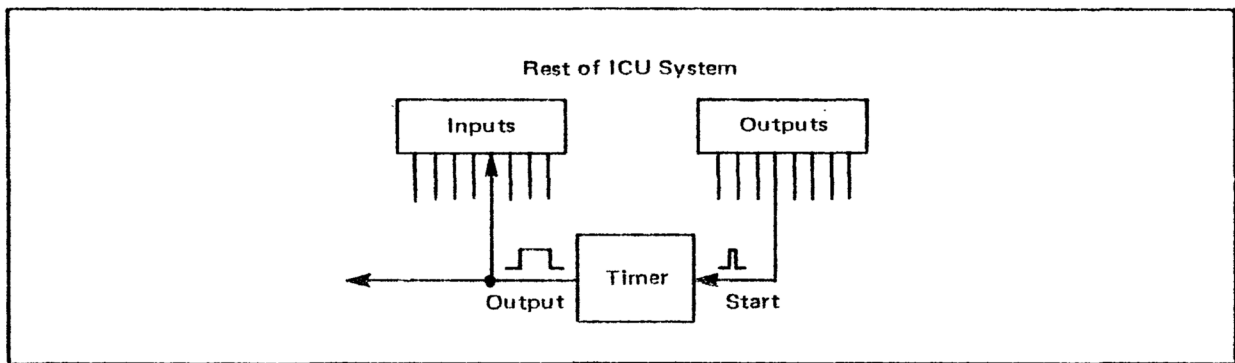 Rest of ICU System
Inputs
Outputs
Timer
Output
Start